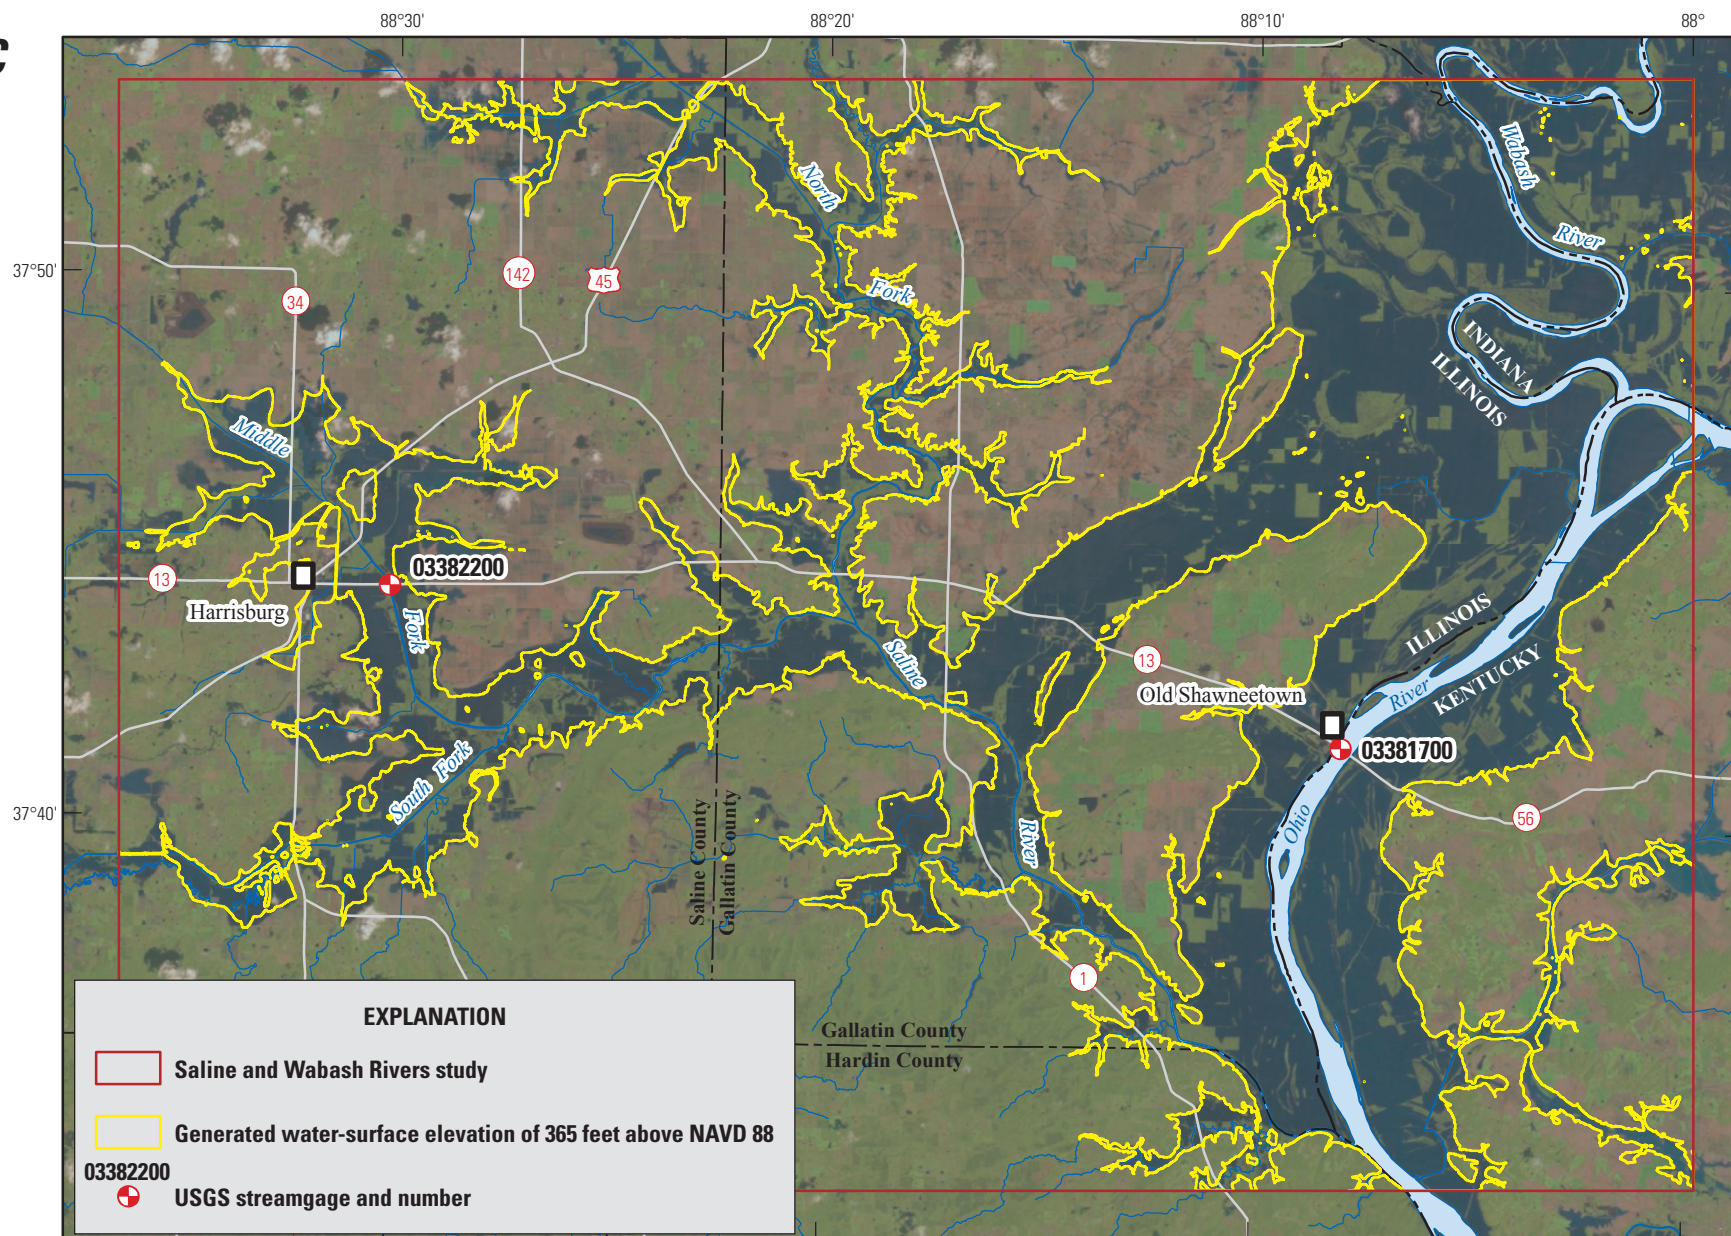 C
88°30'
88°20'
88°10'
88°
37°50'
37°40'
Wabash
River
North
Fork
142
45
34
INDIANA
ILLINOIS
Middle
Fork
03382200
13
Harrisburg
Saline
River
13
Old Shawneetown
ILLINOIS
KENTUCKY
River
Ohio
03381700
56
South Fork
Saline County
Gallatin County
1
Gallatin County
Hardin County
EXPLANATION
Saline and Wabash Rivers study
Generated water-surface elevation of 365 feet above NAVD 88
03382200
USGS streamgage and number